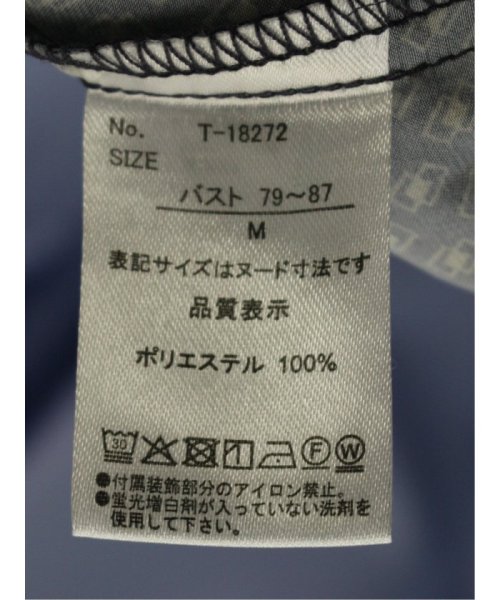 No. T-18272
SIZE
バスト 79〜87
M
表記サイズはヌード寸法です
品質表示
ポリエステル 100%
30 F W
●付属装飾部分のアイロン禁止。
●蛍光増白剤が入っていない洗剤を
使用して下さい。